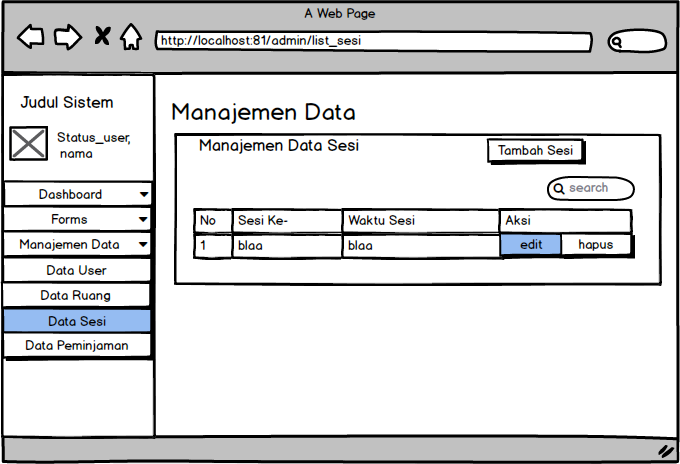 A Web Page
http://localhost:81/admin/list_sesi
Judul Sistem
Status_user,
nama
Dashboard
Forms
Manajemen Data
Data User
Data Ruang
Data Sesi
Data Peminjaman
Manajemen Data
Manajemen Data Sesi
Tambah Sesi
search
No Sesi Ke- Waktu Sesi Aksi
1 blaa blaa edit hapus